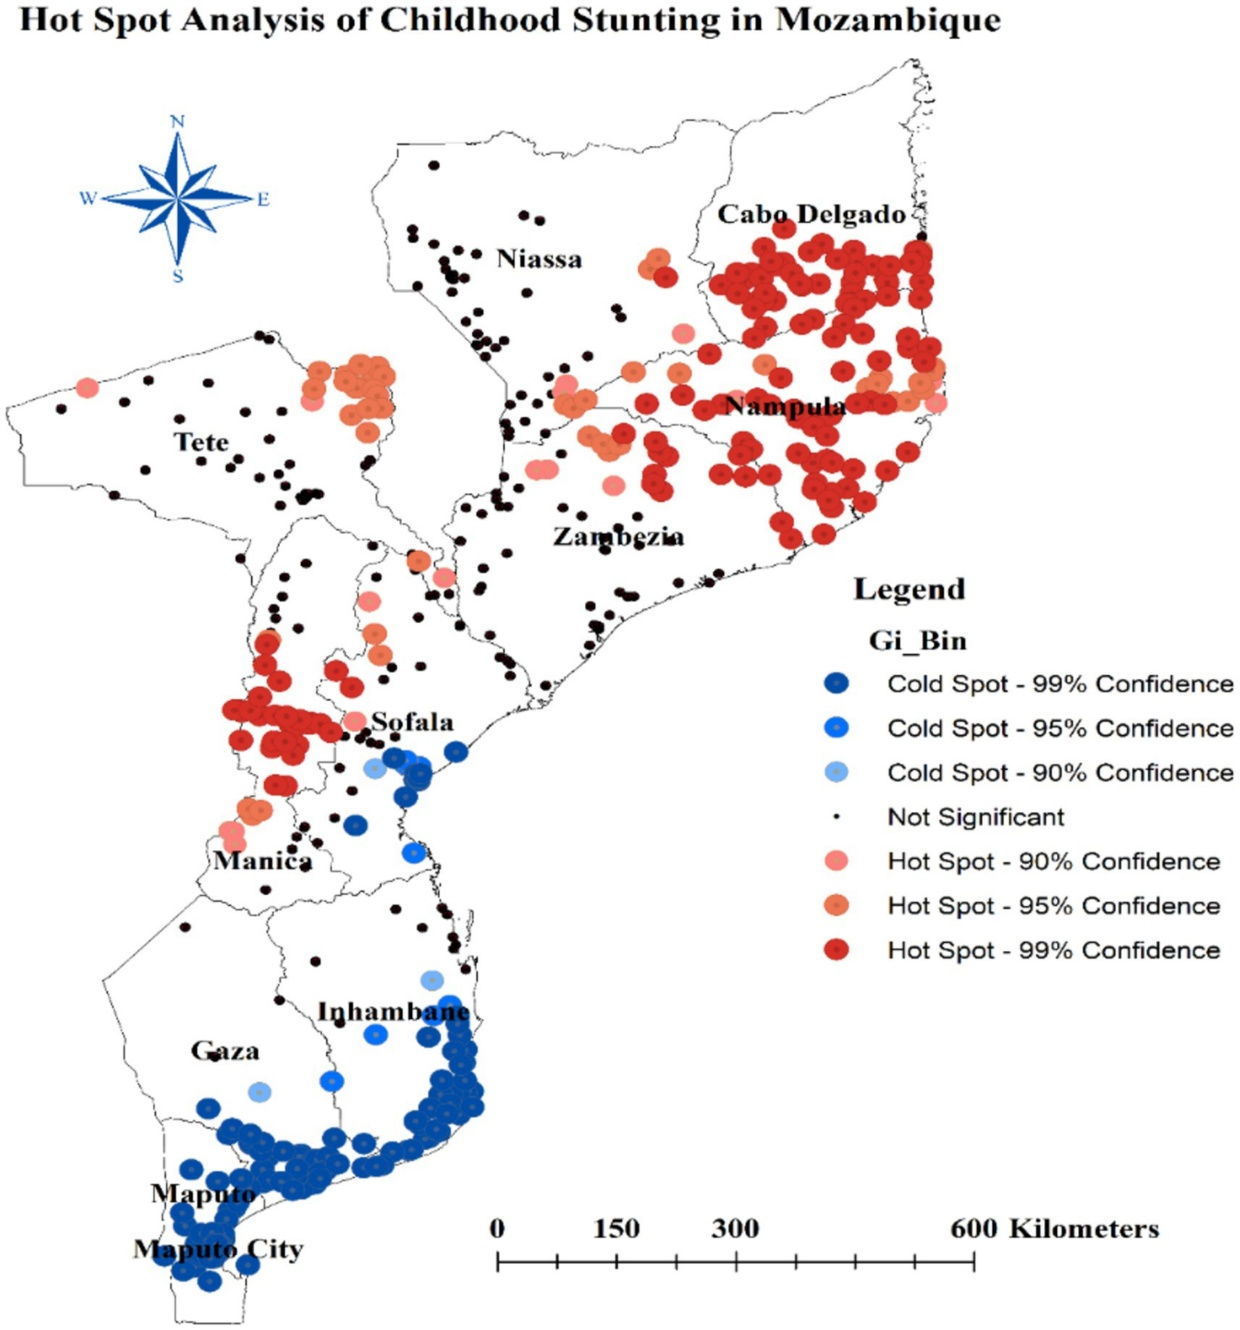 Hot Spot Analysis of Childhood Stunting in Mozambique
N
W
E
S
Cabo Delgado
Niassa
Nampula
Tete
Zambezia
Legend
Gi_Bin
Cold Spot - 99% Confidence
Cold Spot - 95% Confidence
Cold Spot - 90% Confidence
Not Significant
Hot Spot - 90% Confidence
Hot Spot - 95% Confidence
Hot Spot - 99% Confidence
Sofala
Manica
Inhambane
Gaza
Maputo
Maputo City
0 150 300 600 Kilometers